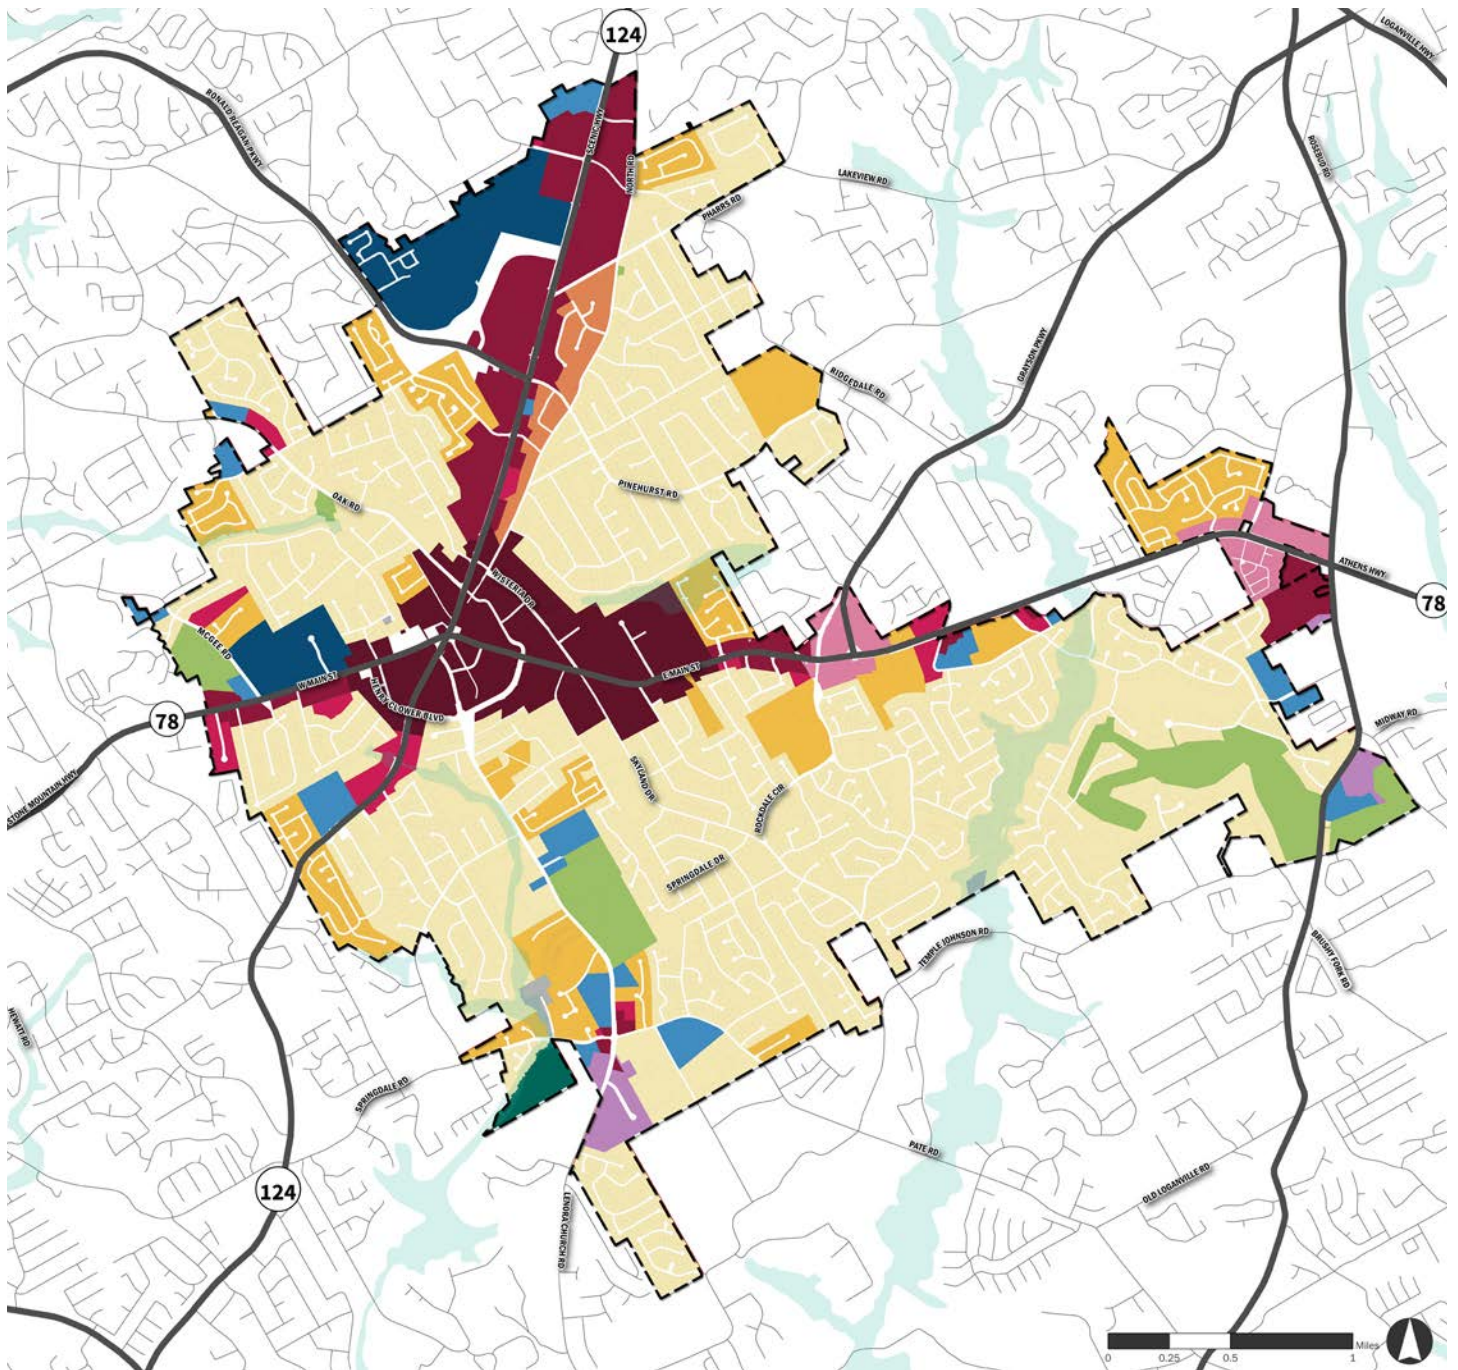 124
LOGANVILLE HWY
RONALD REAGAN PKWY
SCENIC HWY
NORTH RD
ROSEBUD RD
LAKEVIEW RD
PHARRS RD
GRAYSON PKWY
RIDGEDALE RD
PINEHURST RD
OAK RD
WISTERIA DR
ATHENS HWY
78
MCGEE RD
W MAIN ST
E MAIN ST
HENRY CLOWER BLVD
78
MIDWAY RD
STONE MOUNTAIN HWY
SKYLAND DR
ROCKDALE CIR
SPRINGDALE DR
TEMPLE JOHNSON RD
BRUSHY FORK RD
HEWATT RD
SPRINGDALE RD
PATE RD
OLD LOGANVILLE RD
124
LENORA CHURCH RD
Miles
0 0.25 0.5 1